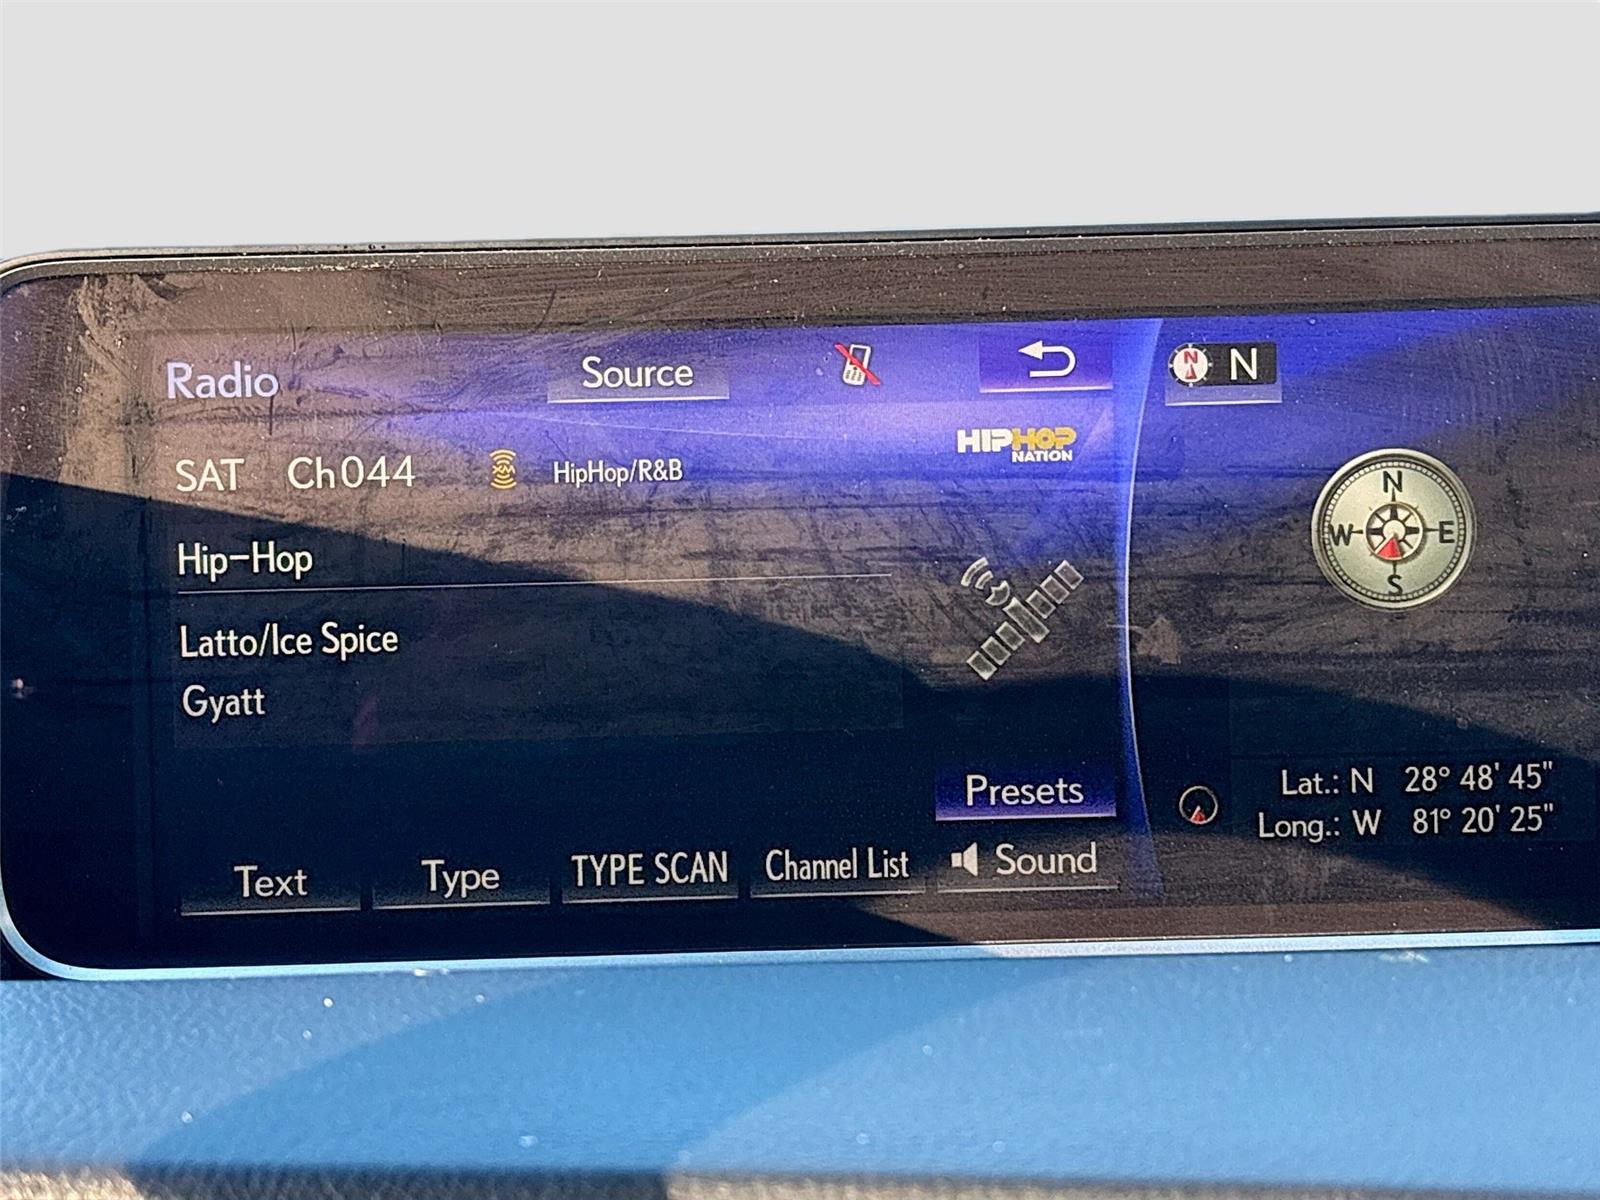 Radio
Source
N N
HIPHOP
NATION
SAT Ch044 XM HipHop/R&B
N
W E
S
Hip-Hop
Latto/Ice Spice
Gyatt
Presets
Lat.: N 28° 48' 45"
Long.: W 81° 20' 25"
Text Type TYPE SCAN Channel List Sound